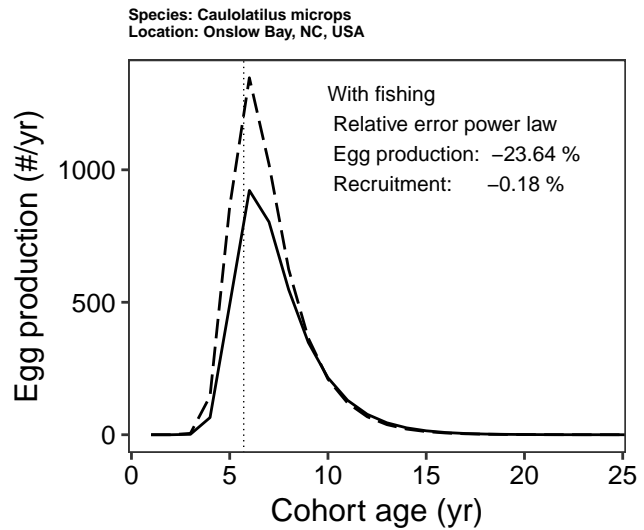 Species: Caulolatilus microps
Location: Onslow Bay, NC, USA
With fishing
Relative error power law
Egg production: −23.64 %
Recruitment: −0.18 %
Egg production (#/yr)
1000
500
0
0 5 10 15 20 25
Cohort age (yr)